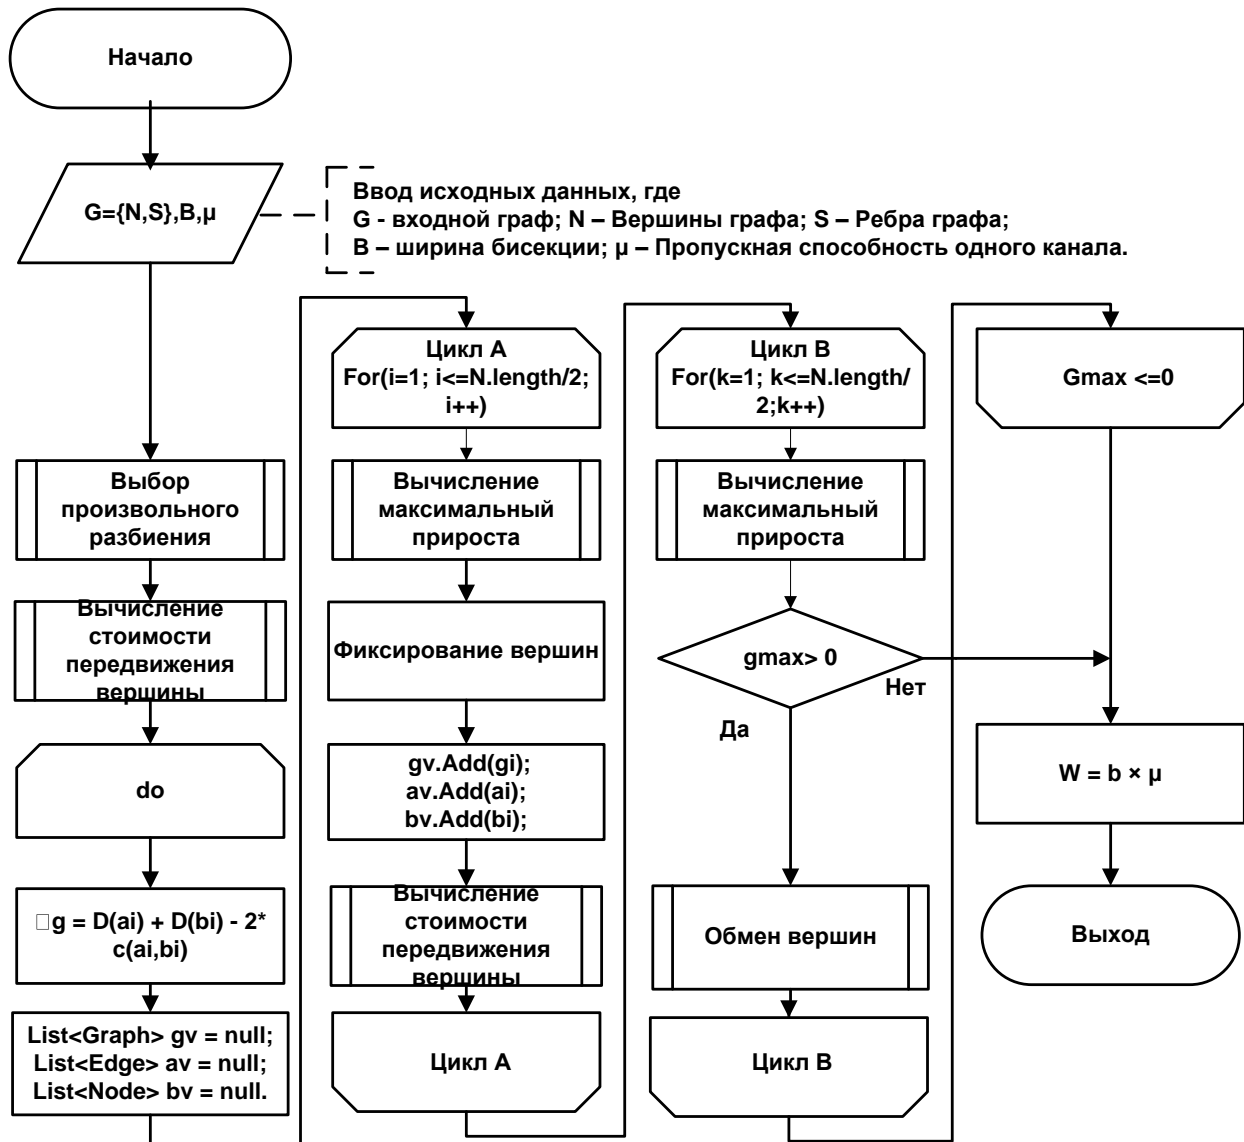 Начало
G={N,S},B,µ
Ввод исходных данных, где
G - входной граф; N – Вершины графа; S – Ребра графа;
B – ширина бисекции; µ – Пропускная способность одного канала.
Выбор
произвольного
разбиения
Вычисление
стоимости
передвижения
вершины
do
□g = D(ai) + D(bi) - 2*
c(ai,bi)
List<Graph> gv = null;
List<Edge> av = null;
List<Node> bv = null.
Цикл A
For(i=1; i<=N.length/2;
i++)
Вычисление
максимальный
прироста
Фиксирование вершин
gv.Add(gi);
av.Add(ai);
bv.Add(bi);
Вычисление
стоимости
передвижения
вершины
Цикл A
Цикл B
For(k=1; k<=N.length/
2;k++)
Вычисление
максимальный
прироста
gmax> 0
Нет
Да
Обмен вершин
Цикл B
Gmax <=0
W = b × µ
Выход